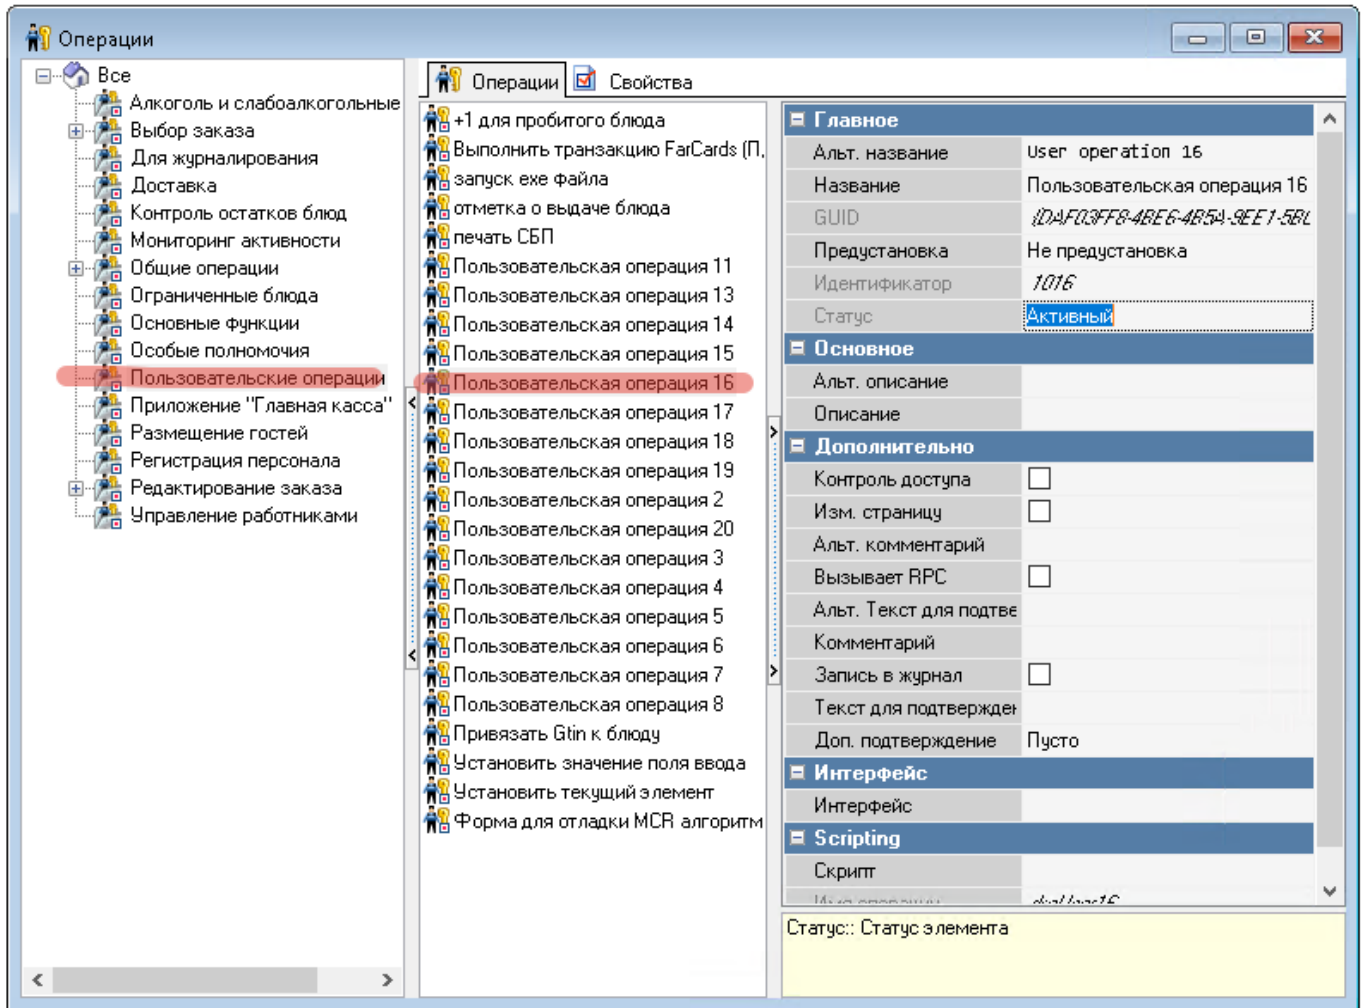 Операции
Все
Алкоголь и слабоалкогольные
Выбор заказа
Для журналирования
Доставка
Контроль остатков блюд
Мониторинг активности
Общие операции
Ограниченные блюда
Основные функции
Особые полномочия
Пользовательские операции
Приложение "Главная касса"
Размещение гостей
Регистрация персонала
Редактирование заказа
Управление работниками
Операции Свойства
+1 для пробитого блюда
Выполнить транзакцию FarCards (П,
запуск exe файла
отметка о выдаче блюда
печать СБП
Пользовательская операция 11
Пользовательская операция 13
Пользовательская операция 14
Пользовательская операция 15
Пользовательская операция 16
Пользовательская операция 17
Пользовательская операция 18
Пользовательская операция 19
Пользовательская операция 2
Пользовательская операция 20
Пользовательская операция 3
Пользовательская операция 4
Пользовательская операция 5
Пользовательская операция 6
Пользовательская операция 7
Пользовательская операция 8
Привязать Gtin к блюду
Установить значение поля ввода
Установить текущий элемент
Форма для отладки MCR алгоритм
Главное
Альт. название User operation 16
Название Пользовательская операция 16
GUID
Предустановка Не предустановка
Идентификатор 1016
Статус Активный
Основное
Альт. описание
Описание
Дополнительно
Контроль доступа
Изм. страницу
Альт. комментарий
Вызывает RPC
Альт. Текст для подтве
Комментарий
Запись в журнал
Текст для подтвержден
Доп. подтверждение Пусто
Интерфейс
Интерфейс
Scripting
Скрипт
Имя операции
Статус:: Статус элемента